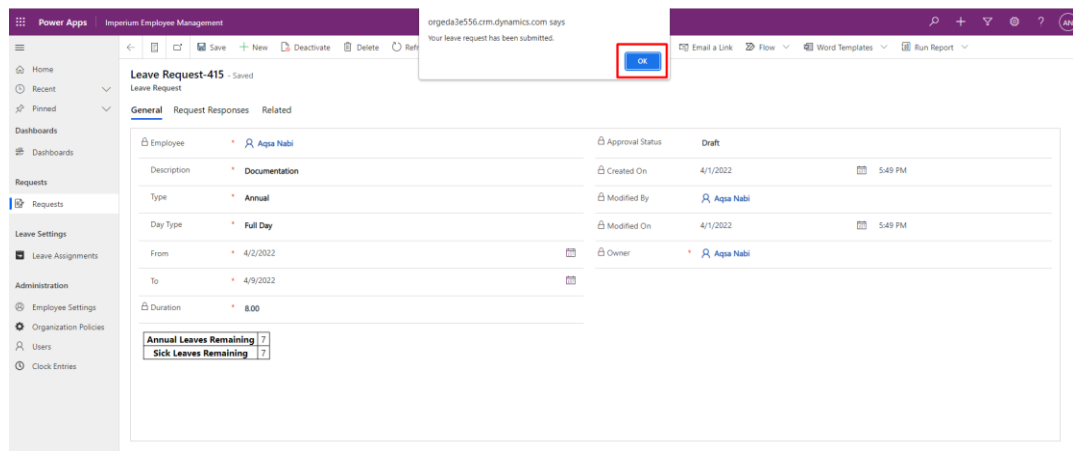 Power Apps Imperium Employee Management
orgeda3e556.crm.dynamics.com says
Your leave request has been submitted.
OK
AN
Save New Deactivate Delete Email a Link Flow Word Templates Run Report
Home
Recent
Pinned
Dashboards
Dashboards
Requests
Requests
Leave Settings
Leave Assignments
Administration
Employee Settings
Organization Policies
Users
Clock Entries
Leave Request-415 - Saved
Leave Request
General Request Responses Related
Employee * Aqsa Nabi
Description * Documentation
Type * Annual
Day Type * Full Day
From * 4/2/2022
To * 4/9/2022
Duration * 8.00
Annual Leaves Remaining 7
Sick Leaves Remaining 7
Approval Status Draft
Created On 4/1/2022 5:49 PM
Modified By Aqsa Nabi
Modified On 4/1/2022 5:49 PM
Owner * Aqsa Nabi